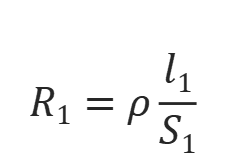 R₁ = ρ l₁/S₁